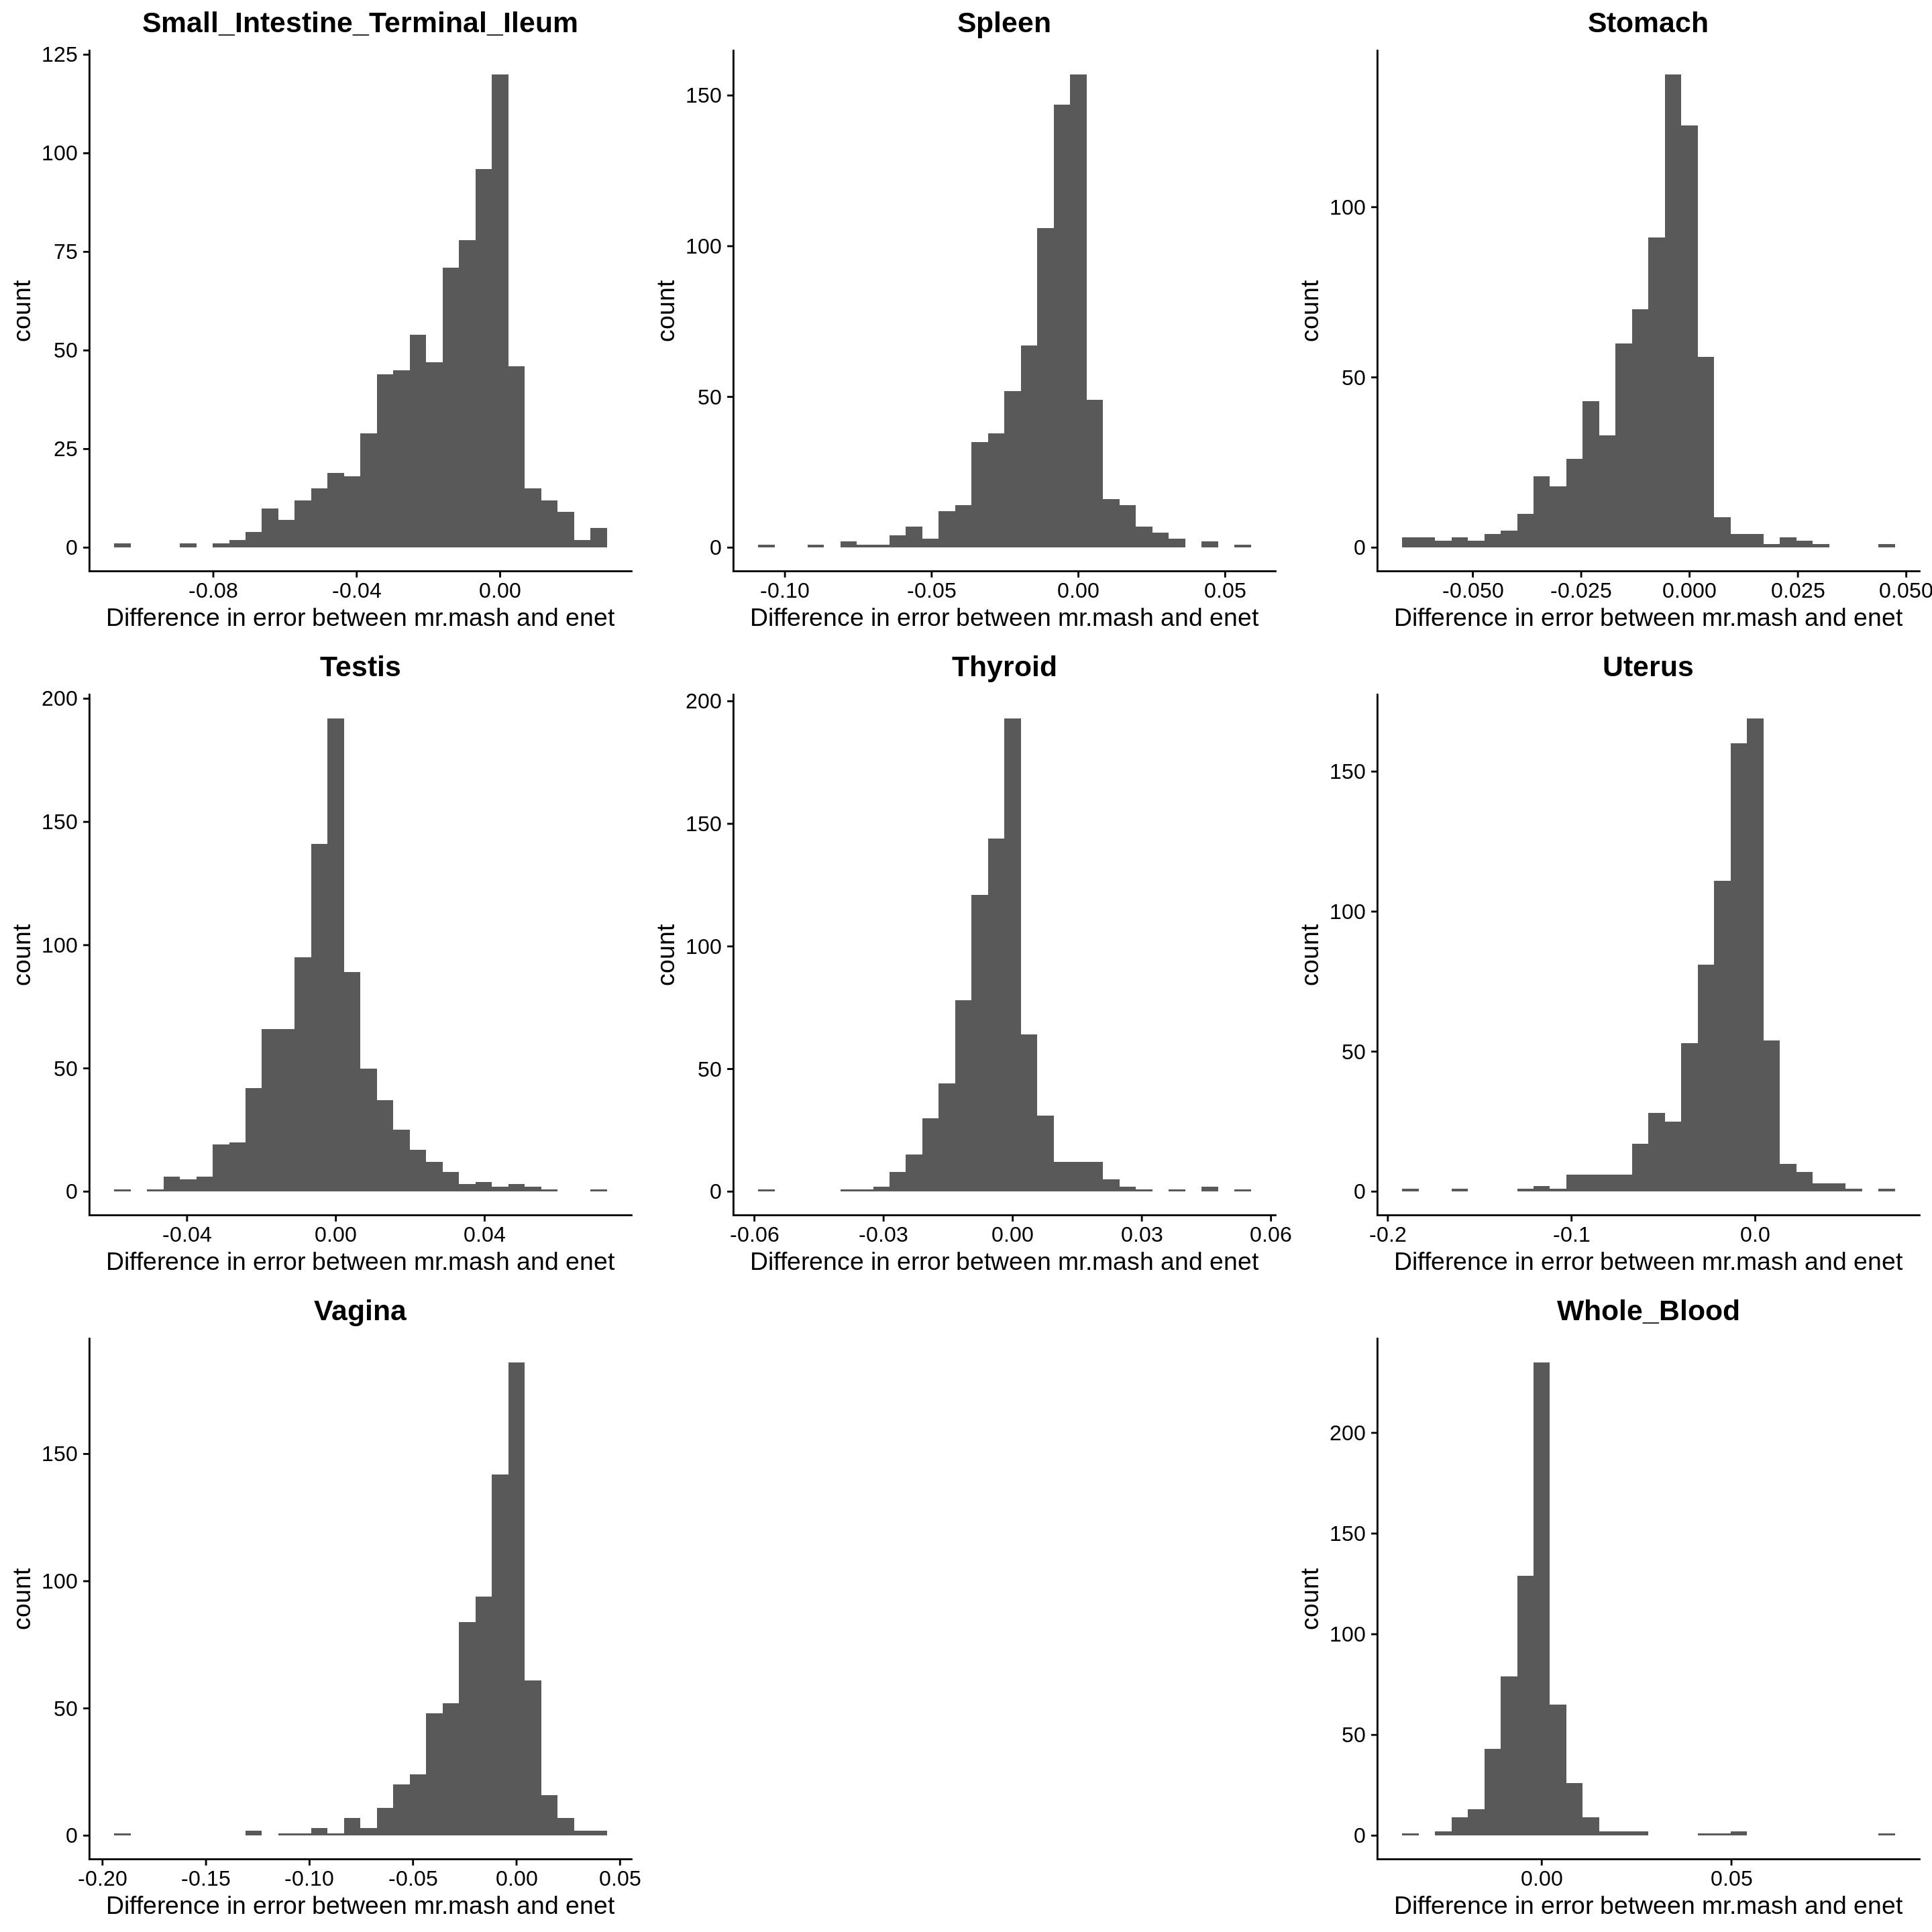 Small_Intestine_Terminal_Ileum
125
100
75
50
25
0
count
-0.08 -0.04 0.00
Difference in error between mr.mash and enet
Spleen
150
100
50
0
count
-0.10 -0.05 0.00 0.05
Difference in error between mr.mash and enet
Stomach
100
50
0
count
-0.050 -0.025 0.000 0.025 0.050
Difference in error between mr.mash and enet
Testis
200
150
100
50
0
count
-0.04 0.00 0.04
Difference in error between mr.mash and enet
Thyroid
200
150
100
50
0
count
-0.06 -0.03 0.00 0.03 0.06
Difference in error between mr.mash and enet
Uterus
150
100
50
0
count
-0.2 -0.1 0.0
Difference in error between mr.mash and enet
Vagina
150
100
50
0
count
-0.20 -0.15 -0.10 -0.05 0.00 0.05
Difference in error between mr.mash and enet
Whole_Blood
200
150
100
50
0
count
0.00 0.05
Difference in error between mr.mash and enet